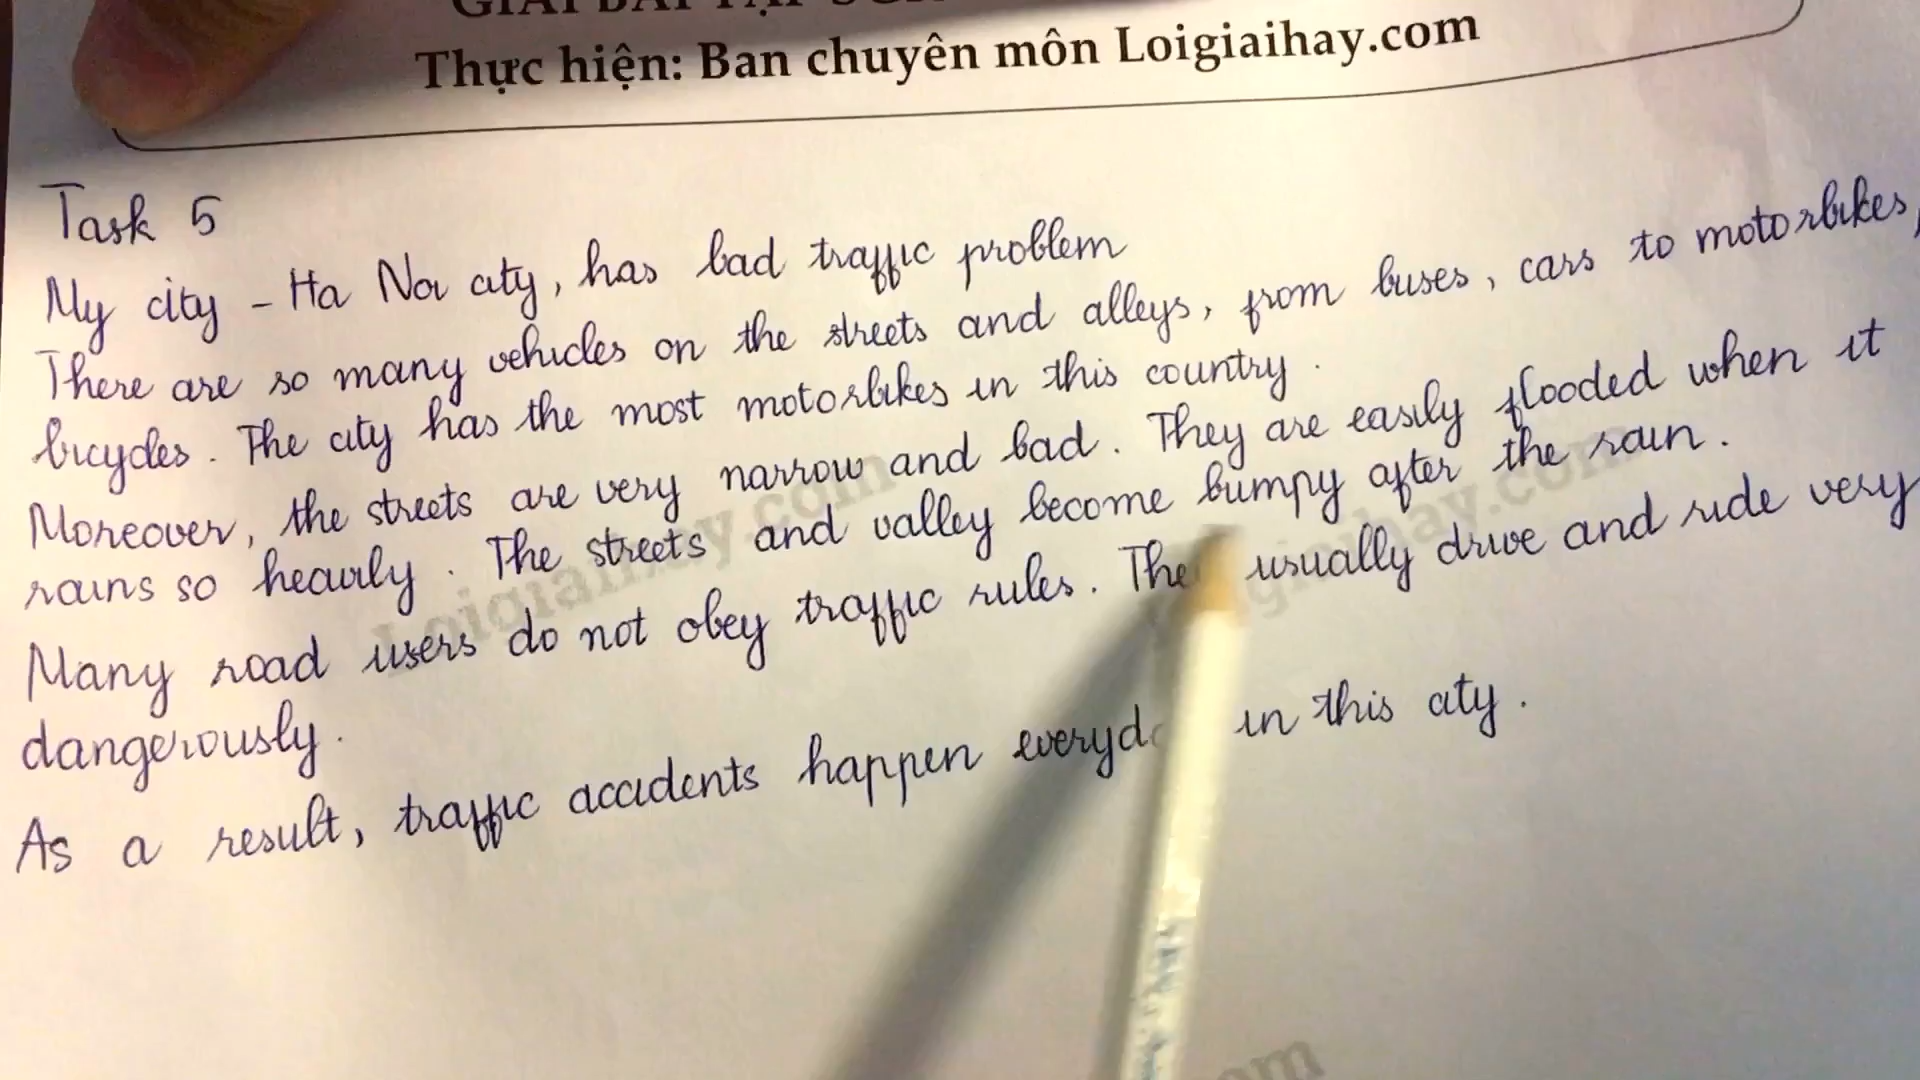 Thực hiện: Ban chuyên môn Loigiaihay.com
Task 5
My city - Ha Noi city, has bad traffic problem
There are so many vehicles on the streets and alleys, from buses, cars to motorbikes,
bicycles. The city has the most motorbikes in this country.
Moreover, the streets are very narrow and bad. They are easily flooded when it
rains so heavily. The streets and valley become bumpy after the rain.
Many road users do not obey traffic rules. usually drive and ride very
dangerously.
As a result, traffic accidents happen in this city.
Loigiaihay.com